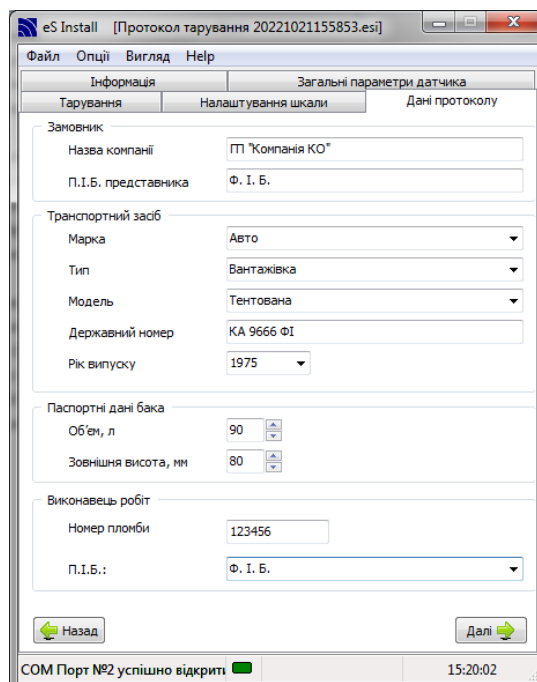 eS Install [Протокол тарування 20221021155853.esi]
Файл Опції Вигляд Help
Інформація Загальні параметри датчика
Тарування Налаштування шкали Дані протоколу
Замовник
Назва компанії ГП "Компанія КО"
П.І.Б. представника Ф. І. Б.
Транспортний засіб
Марка Авто
Тип Вантажівка
Модель Тентована
Державний номер КА 9666 ФІ
Рік випуску 1975
Паспортні дані бака
Об'єм, л 90
Зовнішня висота, мм 80
Виконавець робіт
Номер пломби 123456
П.І.Б.: Ф. І. Б.
Назад Далі
COM Порт №2 успішно відкрити 15:20:02